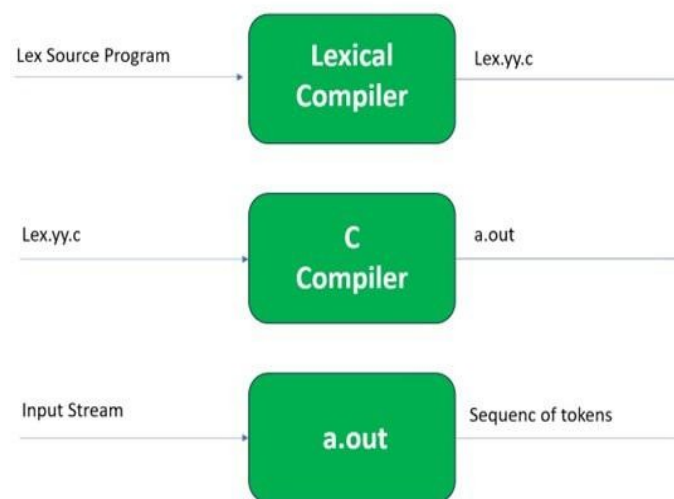 Lex Source Program
Lexical
Compiler
Lex.yy.c
Lex.yy.c
C
Compiler
a.out
Input Stream
a.out
Sequenc of tokens